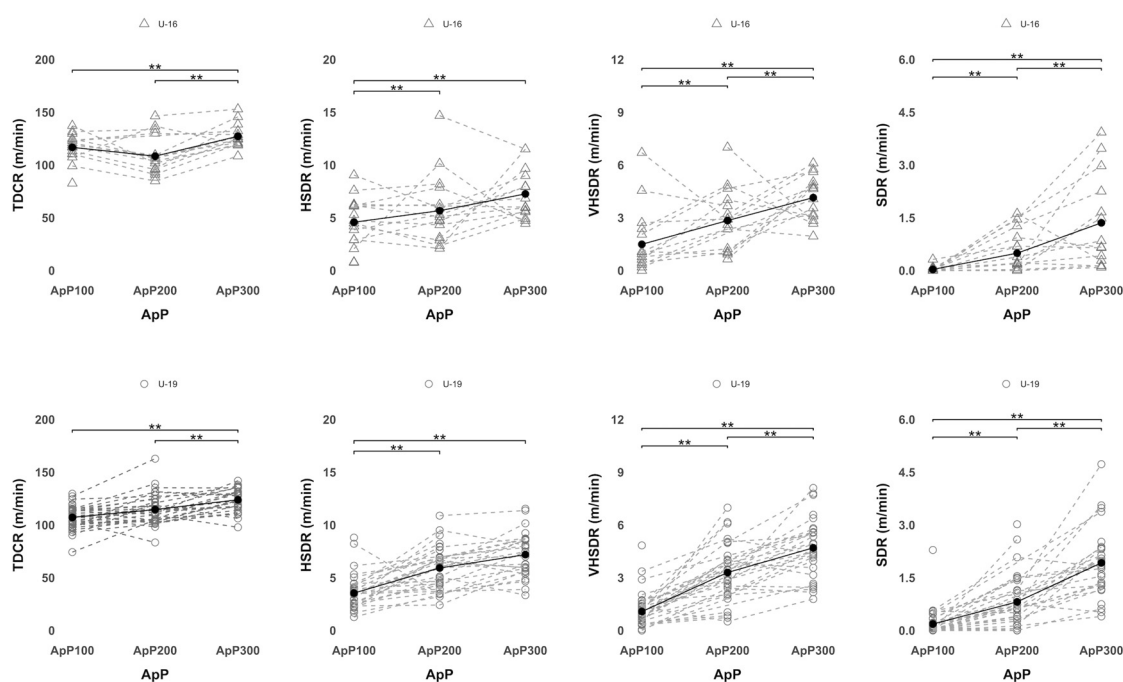 U-16
U-16
U-16
U-16
TDCR (m/min)
200
150
100
50
0
**
**
ApP100 ApP200 ApP300
ApP
HSDR (m/min)
20
15
10
5
0
**
**
ApP100 ApP200 ApP300
ApP
VHSDR (m/min)
12
9
6
3
0
**
**
**
ApP100 ApP200 ApP300
ApP
SDR (m/min)
6.0
4.5
3.0
1.5
0.0
**
**
**
ApP100 ApP200 ApP300
ApP
U-19
U-19
U-19
U-19
TDCR (m/min)
200
150
100
50
0
**
**
ApP100 ApP200 ApP300
ApP
HSDR (m/min)
20
15
10
5
0
**
**
ApP100 ApP200 ApP300
ApP
VHSDR (m/min)
12
9
6
3
0
**
**
**
ApP100 ApP200 ApP300
ApP
SDR (m/min)
6.0
4.5
3.0
1.5
0.0
**
**
**
ApP100 ApP200 ApP300
ApP